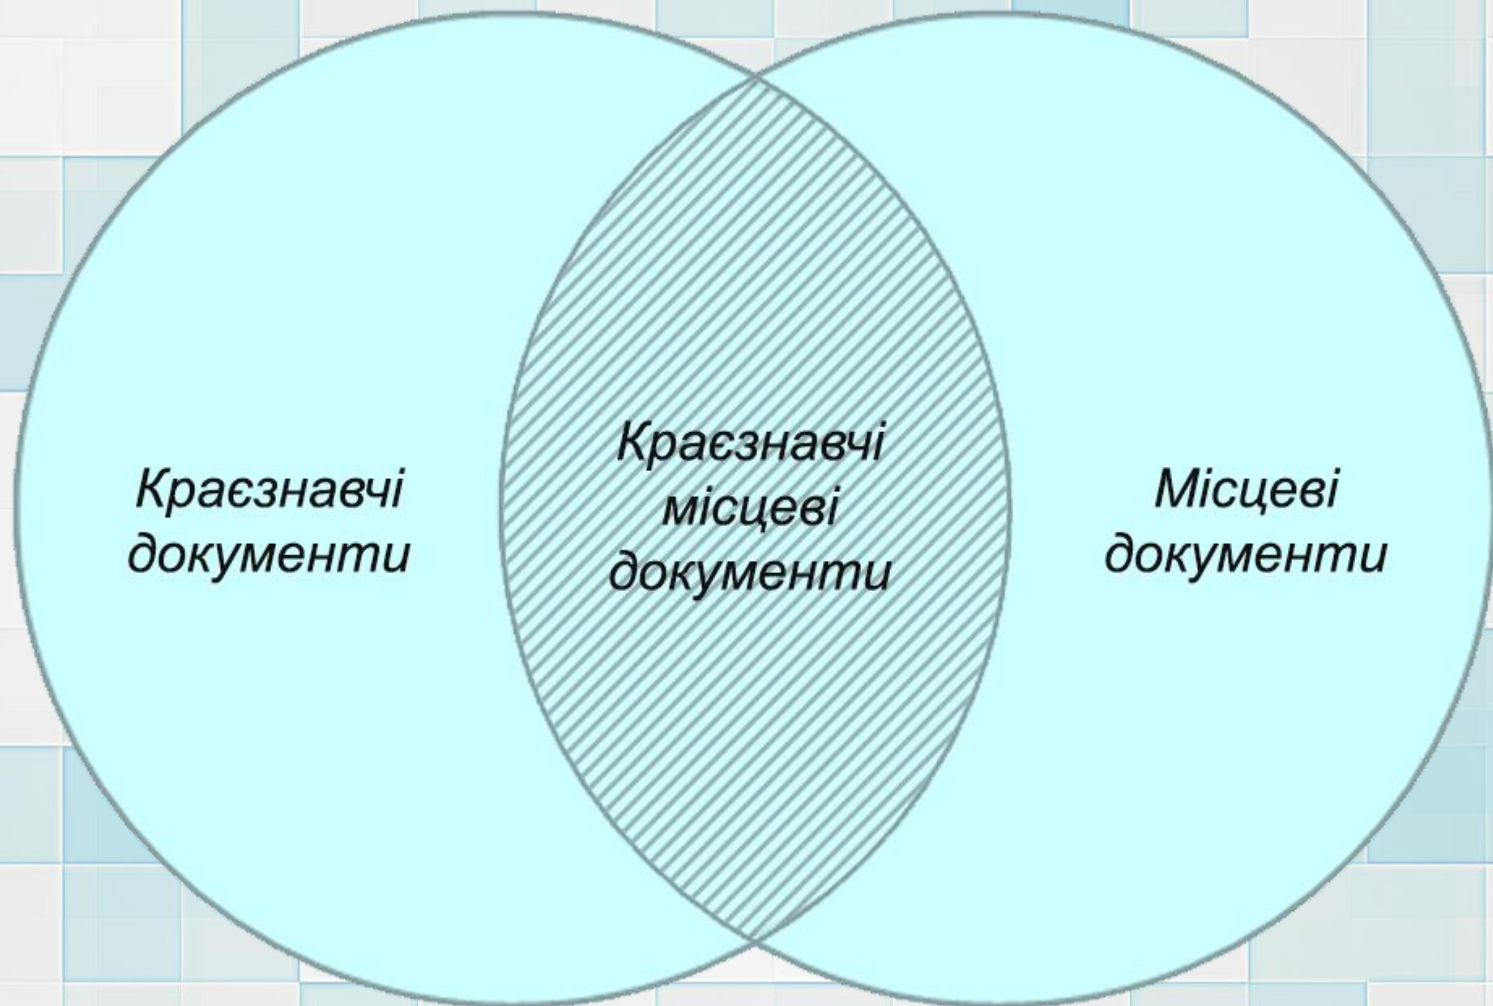 Краєзнавчі
документи
Краєзнавчі
місцеві
документи
Місцеві
документи